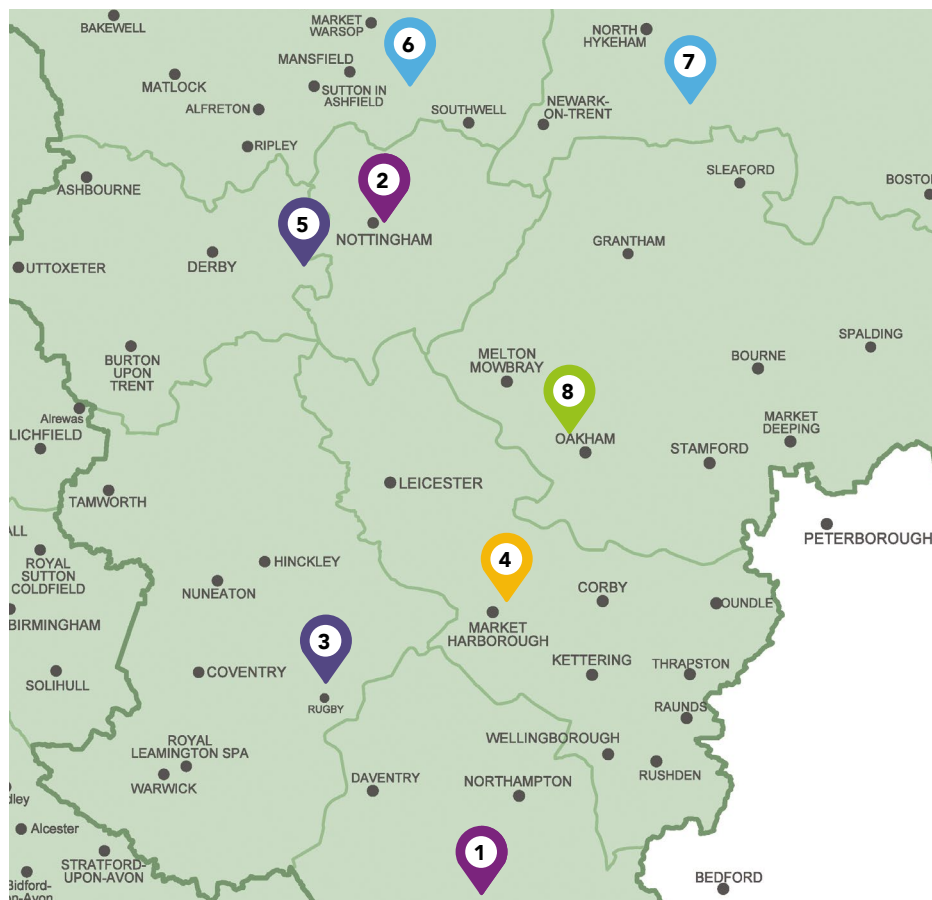 BAKEWELL
MARKET
WARSOP
6
NORTH
HYKEHAM
7
MANSFIELD
MATLOCK
SUTTON IN
ASHFIELD
ALFRETON
SOUTHWELL
NEWARK-
ON-TRENT
RIPLEY
ASHBOURNE
2
SLEAFORD
BOSTO
5
NOTTINGHAM
GRANTHAM
UTTOXETER
DERBY
SPALDING
BURTON
UPON
TRENT
MELTON
MOWBRAY
BOURNE
8
Alrewas
LICHFIELD
OAKHAM
MARKET
DEEPING
STAMFORD
LEICESTER
TAMWORTH
ALL
ROYAL
SUTTON
COLDFIELD
PETERBOROUGH
HINCKLEY
NUNEATON
4
CORBY
OUNDLE
BIRMINGHAM
MARKET
HARBOROUGH
3
SOLIHULL
COVENTRY
KETTERING
THRAPSTON
RUGBY
RAUNDS
ROYAL
LEAMINGTON SPA
WARWICK
WELLINGBOROUGH
RUSHDEN
DAVENTRY
NORTHAMPTON
dley
Alcester
1
STRATFORD-
UPON-AVON
BEDFORD
Bidford-
on-Avon